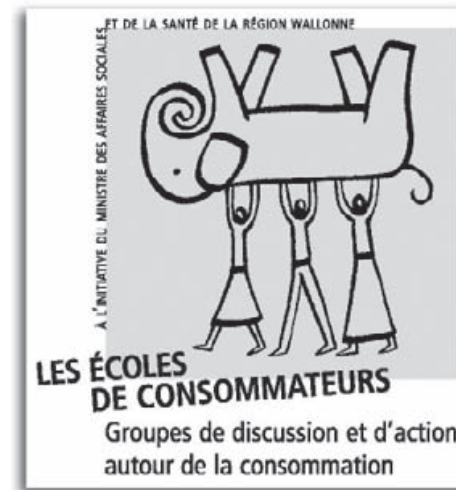 À L'INITIATIVE DU MINISTRE DES AFFAIRES SOCIALES
ET DE LA SANTÉ DE LA RÉGION WALLONNE
LES ÉCOLES
DE CONSOMMATEURS
Groupes de discussion et d'action
autour de la consommation